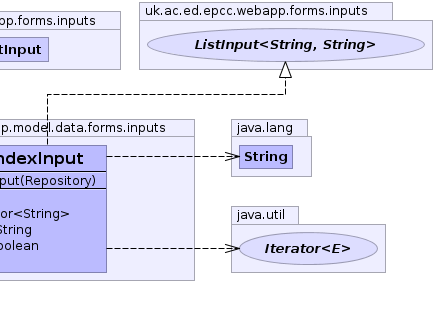 pp.forms.inputs
uk.ac.ed.epcc.webapp.forms.inputs
tInput
ListInput<String, String>
p.model.data.forms.inputs
java.lang
ndexInput
String
put(Repository)
or<String>
String
oolean
java.util
Iterator<E>